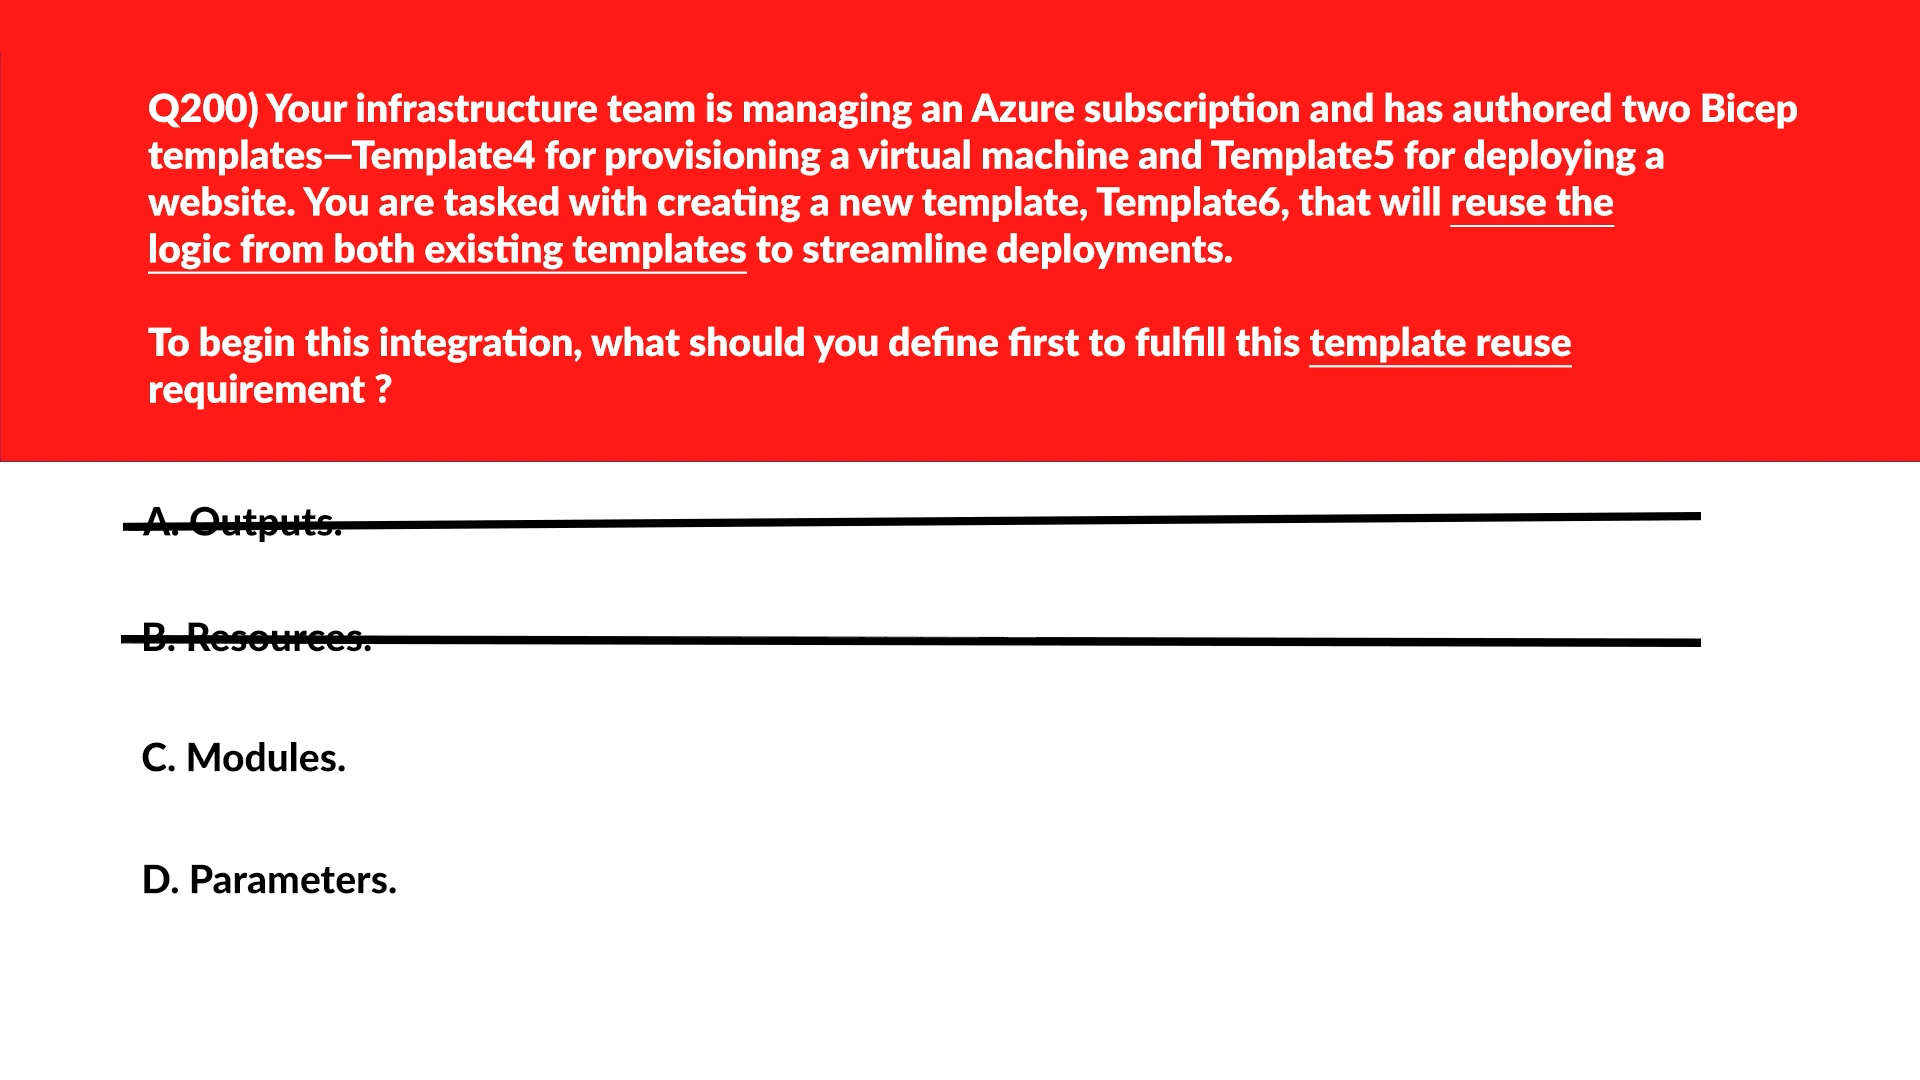 Q200) Your infrastructure team is managing an Azure subscription and has authored two Bicep
templates—Template4 for provisioning a virtual machine and Template5 for deploying a
website. You are tasked with creating a new template, Template6, that will reuse the
logic from both existing templates to streamline deployments.
To begin this integration, what should you define first to fulfill this template reuse
requirement ?
A. Outputs.
B. Resources.
C. Modules.
D. Parameters.